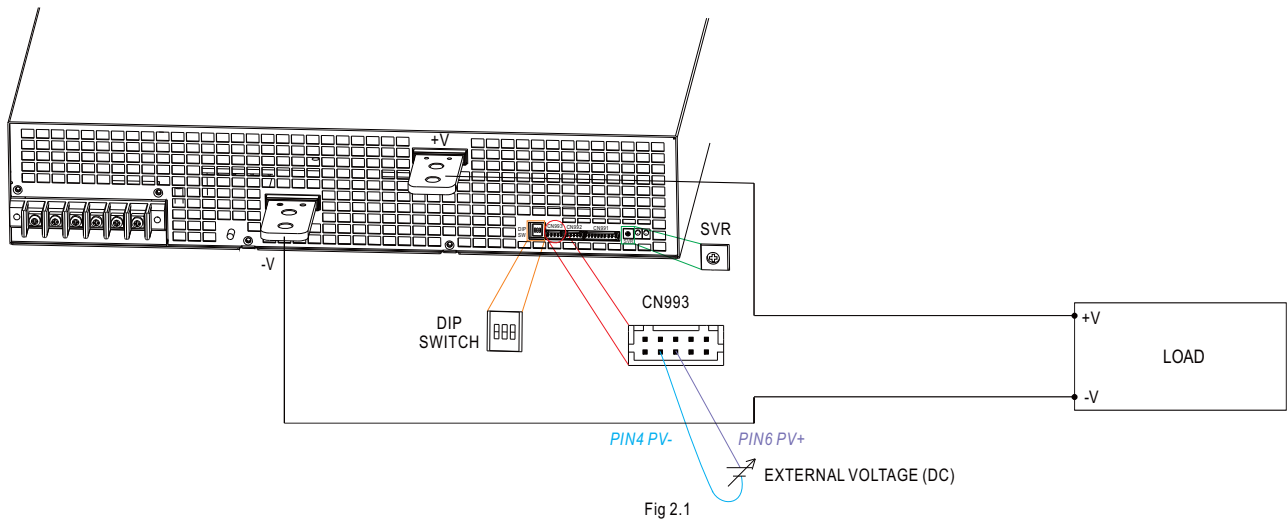 +V
-V
DIP
SW
CN993
CN992
CN991
SVR
SVR
CN993
DIP
SWITCH
+V
LOAD
-V
PIN4 PV-
PIN6 PV+
EXTERNAL VOLTAGE (DC)
Fig 2.1